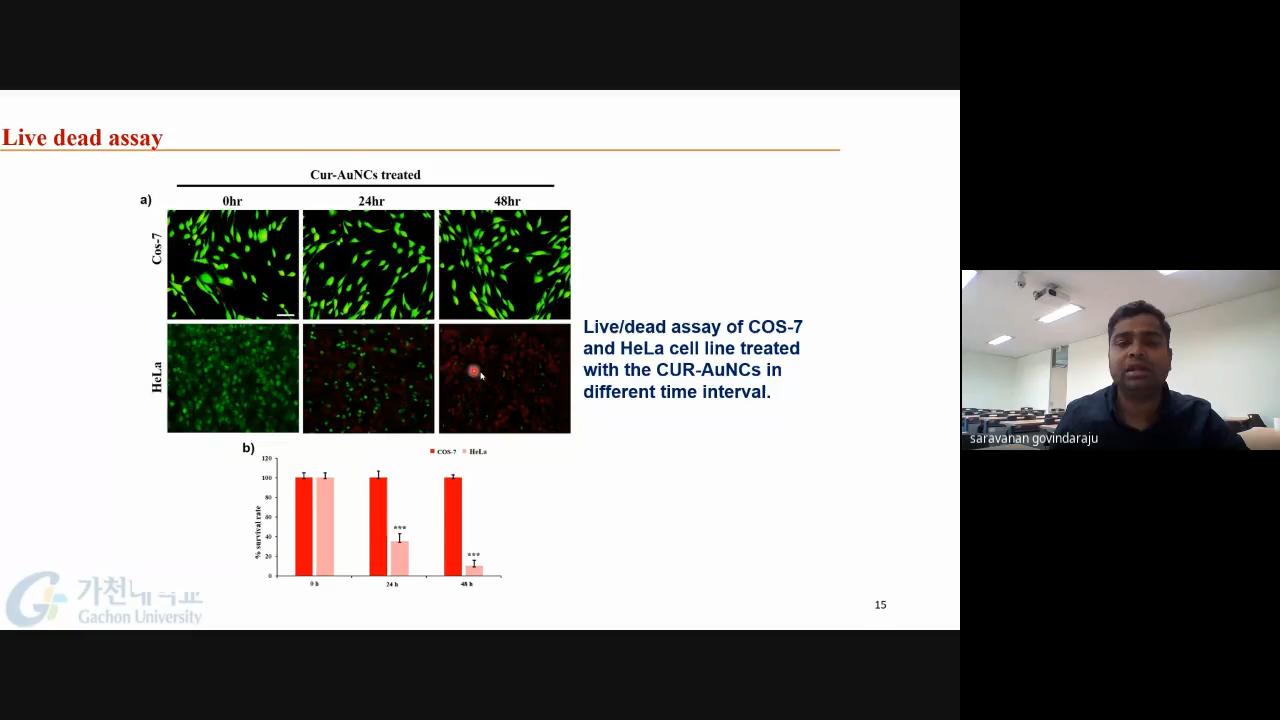 Live dead assay
Cur-AuNCs treated
a)
0hr
24hr
48hr
Cos-7
HeLa
Live/dead assay of COS-7
and HeLa cell line treated
with the CUR-AuNCs in
different time interval.
b)
COS-7
HeLa
% survival rate
120
100
80
60
40
20
0
***
***
0 h
24 h
48 h
가천대학교
Gachon University
15
saravanan govindaraju